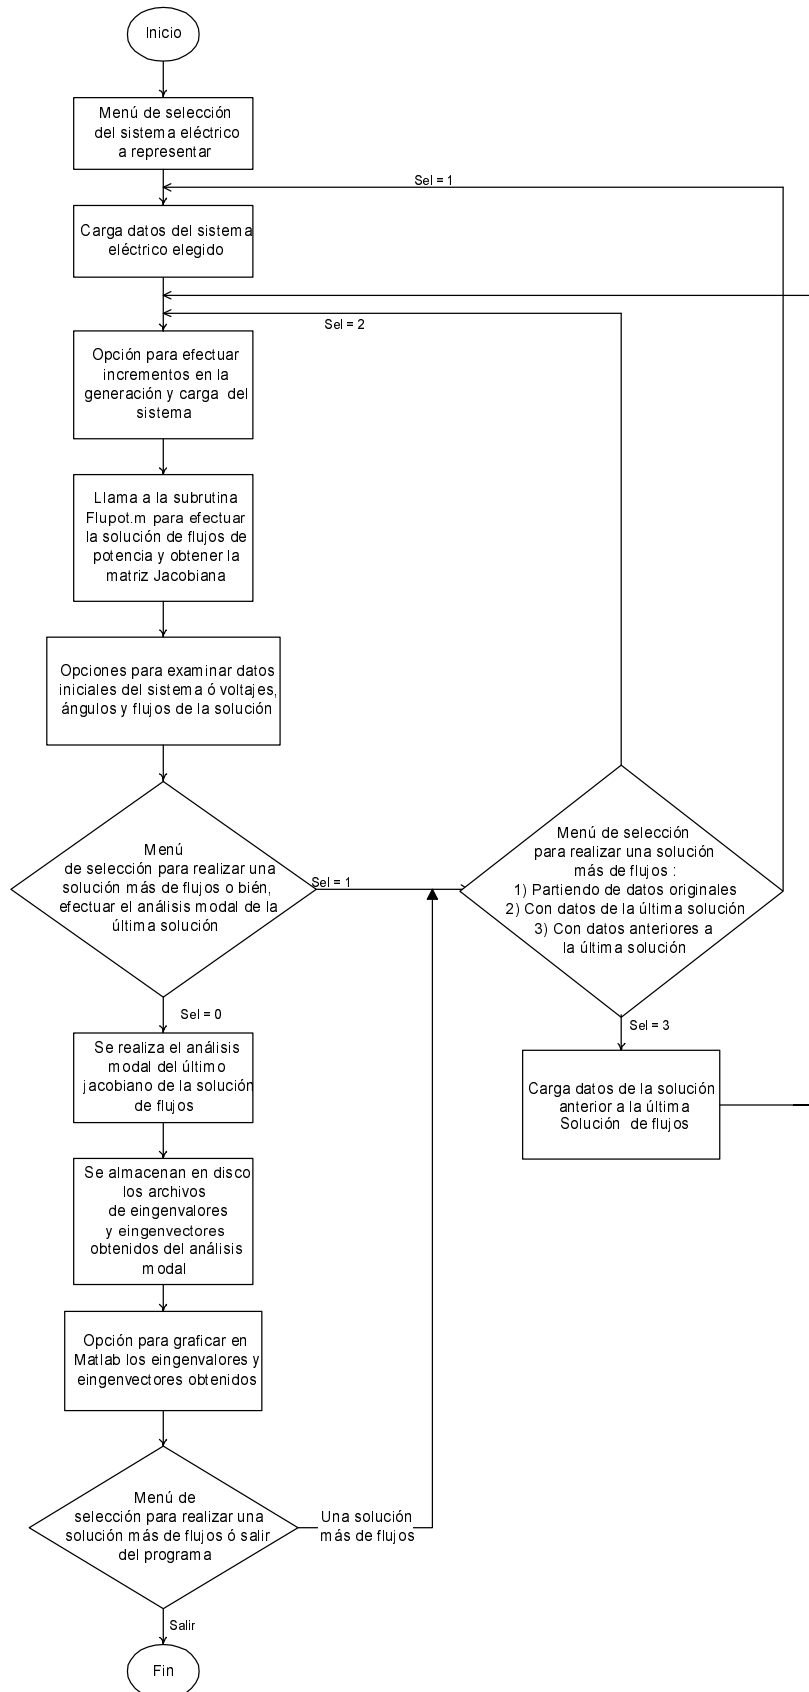 Inicio
Menú de selección
del sistema eléctrico
a representar
Sel = 1
Carga datos del sistema
eléctrico elegido
Sel = 2
Opción para efectuar
incrementos en la
generación y carga del
sistema
Llama a la subrutina
Flupot.m para efectuar
la solución de flujos de
potencia y obtener la
matriz Jacobiana
Opciones para examinar datos
iniciales del sistema ó voltajes,
ángulos y flujos de la solución
Menú
de selección para realizar una
solución más de flujos o bién,
efectuar el análisis modal de la
última solución
Sel = 1
Menú de selección
para realizar una solución
más de flujos :
1) Partiendo de datos originales
2) Con datos de la última solución
3) Con datos anteriores a
la última solución
Sel = 0
Sel = 3
Se realiza el análisis
modal del último
jacobiano de la solución
de flujos
Carga datos de la solución
anterior a la última
Solución de flujos
Se almacenan en disco
los archivos
de eingenvalores
y eingenvectores
obtenidos del análisis
modal
Opción para graficar en
Matlab los eingenvalores y
eingenvectores obtenidos
Menú de
selección para realizar una
solución más de flujos ó salir
del programa
Una solución
más de flujos
Salir
Fin